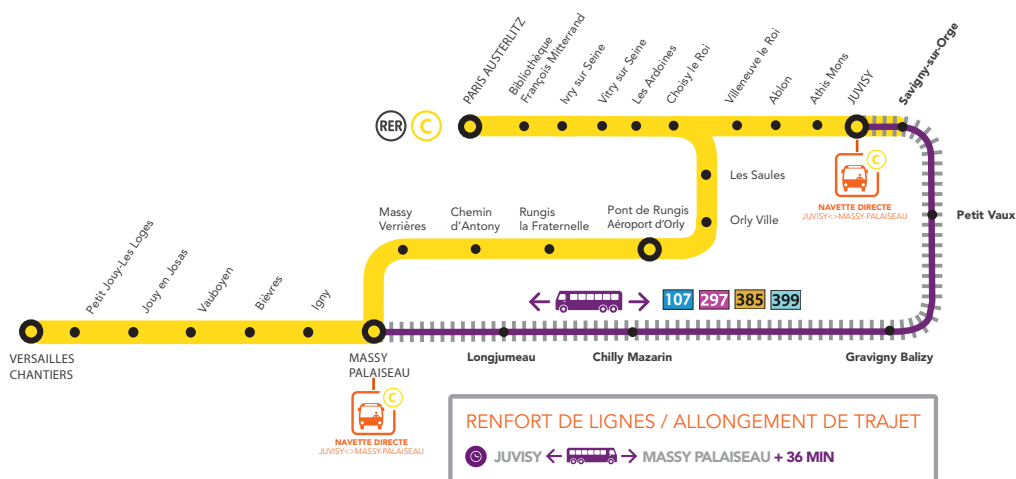 RER C
PARIS AUSTERLITZ
Bibliothèque
François Mitterrand
Ivry sur Seine
Vitry sur Seine
Les Ardoines
Choisy le Roi
Villeneuve le Roi
Ablon
Athis Mons
JUVISY
Savigny-sur-Orge
C
NAVETTE DIRECTE
JUVISY<>MASSY-PALAISEAU
Les Saules
Orly Ville
Petit Vaux
Massy
Verrières
Chemin
d'Antony
Rungis
la Fraternelle
Pont de Rungis
Aéroport d'Orly
Petit Jouy-Les Loges
Jouy en Josas
Vauboyen
Bièvres
Igny
107 297 385 399
VERSAILLES
CHANTIERS
MASSY
PALAISEAU
Longjumeau
Chilly Mazarin
Gravigny Balizy
C
NAVETTE DIRECTE
JUVISY<>MASSY-PALAISEAU
RENFORT DE LIGNES / ALLONGEMENT DE TRAJET
JUVISY MASSY PALAISEAU + 36 MIN